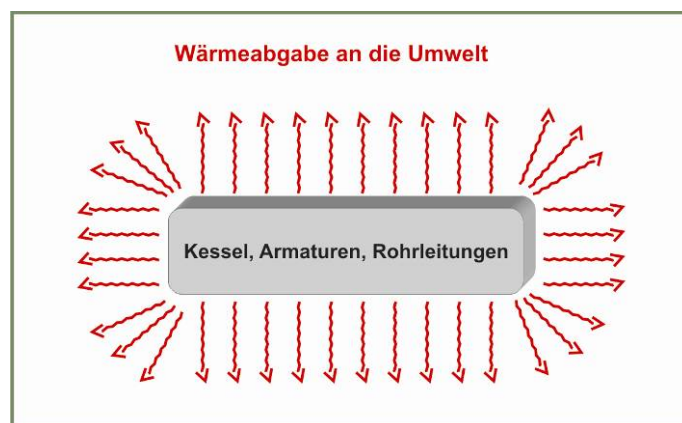 Wärmeabgabe an die Umwelt
Kessel, Armaturen, Rohrleitungen